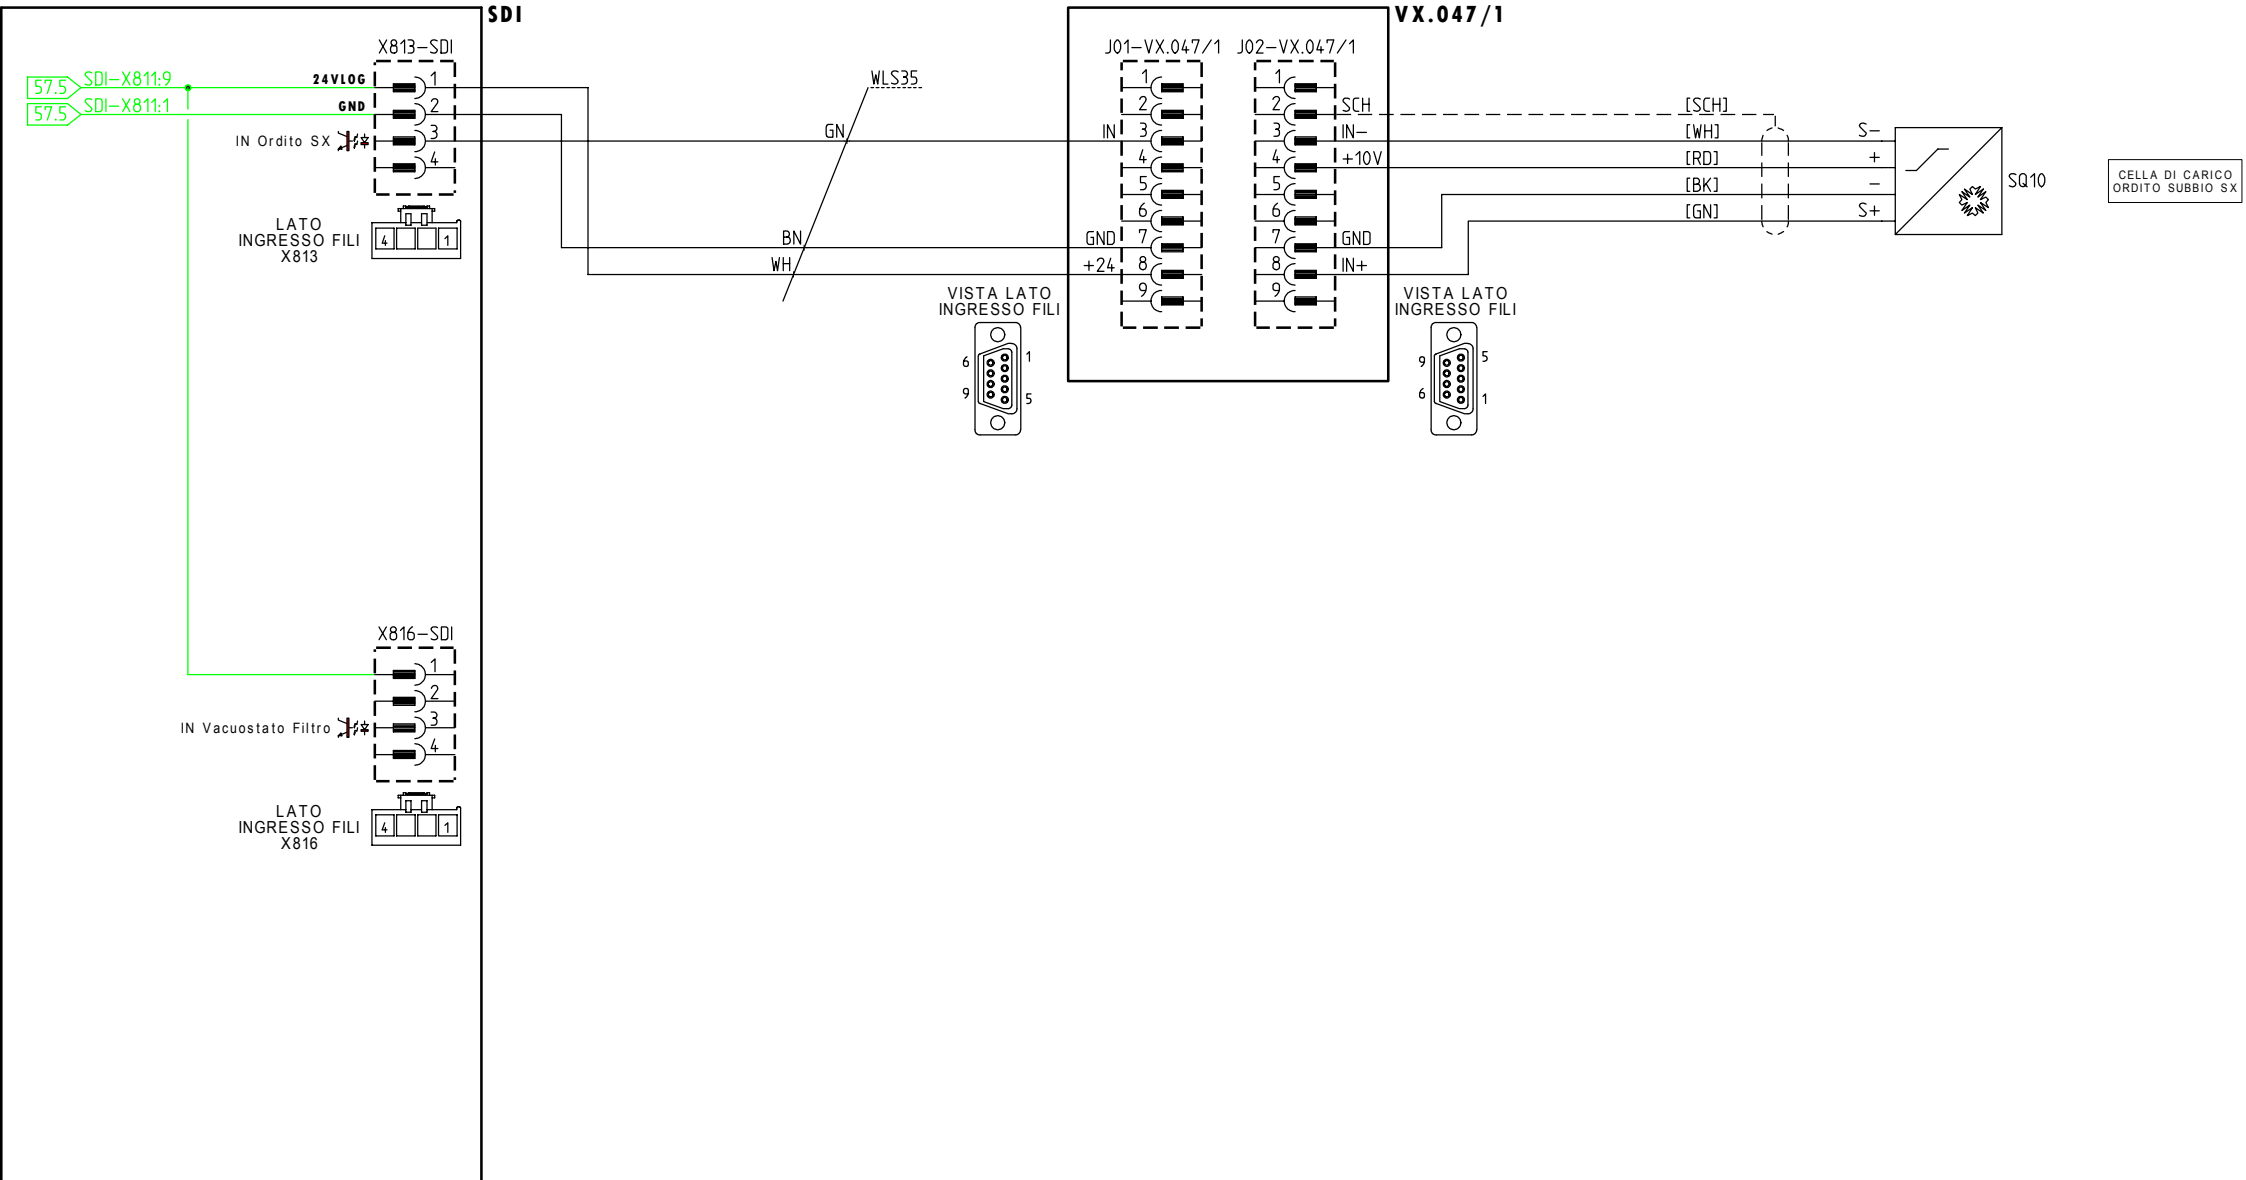 SDI
VX.047/1
X813-SDI
57.5
SDI-X811:9
24VLOG
1
57.5
SDI-X811:1
GND
2
IN Ordito SX
3
4
LATO
INGRESSO FILI
X813
4
1
WLS35
GN
BN
WH
J01-VX.047/1
J02-VX.047/1
1
2
IN
3
4
5
6
GND
7
+24
8
9
1
2
SCH
3
IN-
4
+10V
5
6
7
GND
8
IN+
9
[SCH]
[WH]
S-
[RD]
+
[BK]
-
[GN]
S+
SQ10
CELLA DI CARICO
ORDITO SUBBIO SX
VISTA LATO
INGRESSO FILI
6
1
9
5
VISTA LATO
INGRESSO FILI
9
5
6
1
X816-SDI
1
2
IN Vacuostato Filtro
3
4
LATO
INGRESSO FILI
X816
4
1